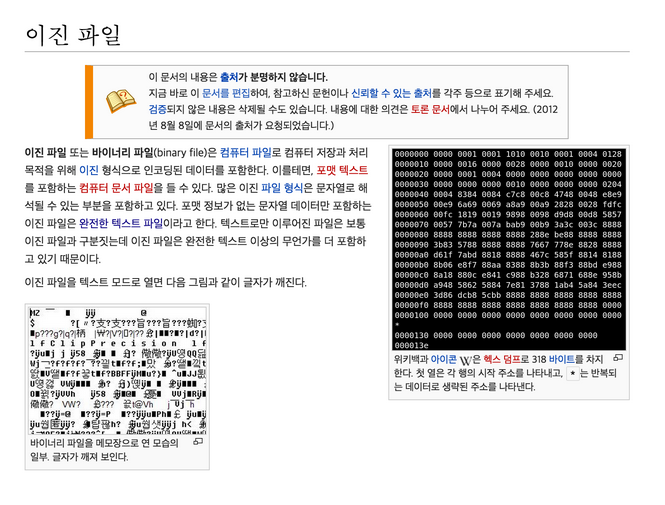 이진 파일
이 문서의 내용은 출처가 분명하지 않습니다.
지금 바로 이 문서를 편집하여, 참고하신 문헌이나 신뢰할 수 있는 출처를 각주 등으로 표기해 주세요.
검증되지 않은 내용은 삭제될 수도 있습니다. 내용에 대한 의견은 토론 문서에서 나누어 주세요. (2012
년 8월 8일에 문서의 출처가 요청되었습니다.)
이진 파일 또는 바이너리 파일(binary file)은 컴퓨터 파일로 컴퓨터 저장과 처리
목적을 위해 이진 형식으로 인코딩된 데이터를 포함한다. 이를테면, 포맷 텍스트
를 포함하는 컴퓨터 문서 파일을 들 수 있다. 많은 이진 파일 형식은 문자열로 해
석될 수 있는 부분을 포함하고 있다. 포맷 정보가 없는 문자열 데이터만 포함하는
이진 파일은 완전한 텍스트 파일이라고 한다. 텍스트로만 이루어진 파일은 보통
이진 파일과 구분짓는데 이진 파일은 완전한 텍스트 이상의 무언가를 더 포함하
고 있기 때문이다.
이진 파일을 텍스트 모드로 열면 다음 그림과 같이 글자가 깨진다.
MZ
l f C l i p P r e c i s i o n
바이너리 파일을 메모장으로 연 모습의
일부. 글자가 깨져 보인다.
0000000 0000 0001 0001 1010 0010 0001 0004 0128
0000010 0000 0016 0000 0028 0000 0010 0000 0020
0000020 0000 0001 0004 0000 0000 0000 0000 0000
0000030 0000 0000 0000 0010 0000 0000 0000 0204
0000040 0004 8384 0084 c7c8 00c8 4748 0048 e8e9
0000050 00e9 6a69 0069 a8a9 00a9 2828 0028 fdfc
0000060 00fc 1819 0019 9898 0098 d9d8 00d8 5857
0000070 0057 7b7a 007a bab9 00b9 3a3c 003c 8888
0000080 8888 8888 8888 8888 288e be88 8888 8888
0000090 3b83 5788 8888 8888 7667 778e 8828 8888
00000a0 d61f 7abd 8818 8888 467c 585f 8814 8188
00000b0 8b06 e8f7 88aa 8388 8b3b 88f3 88bd e988
00000c0 8a18 880c e841 c988 b328 6871 688e 958b
00000d0 a948 5862 5884 7e81 3788 1ab4 5a84 3eec
00000e0 3d86 dcb8 5cbb 8888 8888 8888 8888 8888
00000f0 8888 8888 8888 8888 8888 8888 8888 0000
0000100 0000 0000 0000 0000 0000 0000 0000 0000
*
0000130 0000 0000 0000 0000 0000 0000 0000
000013e
위키백과 아이콘 W은 헥스 덤프로 318 바이트를 차지
한다. 첫 열은 각 행의 시작 주소를 나타내고, * 는 반복되
는 데이터로 생략된 주소를 나타낸다.